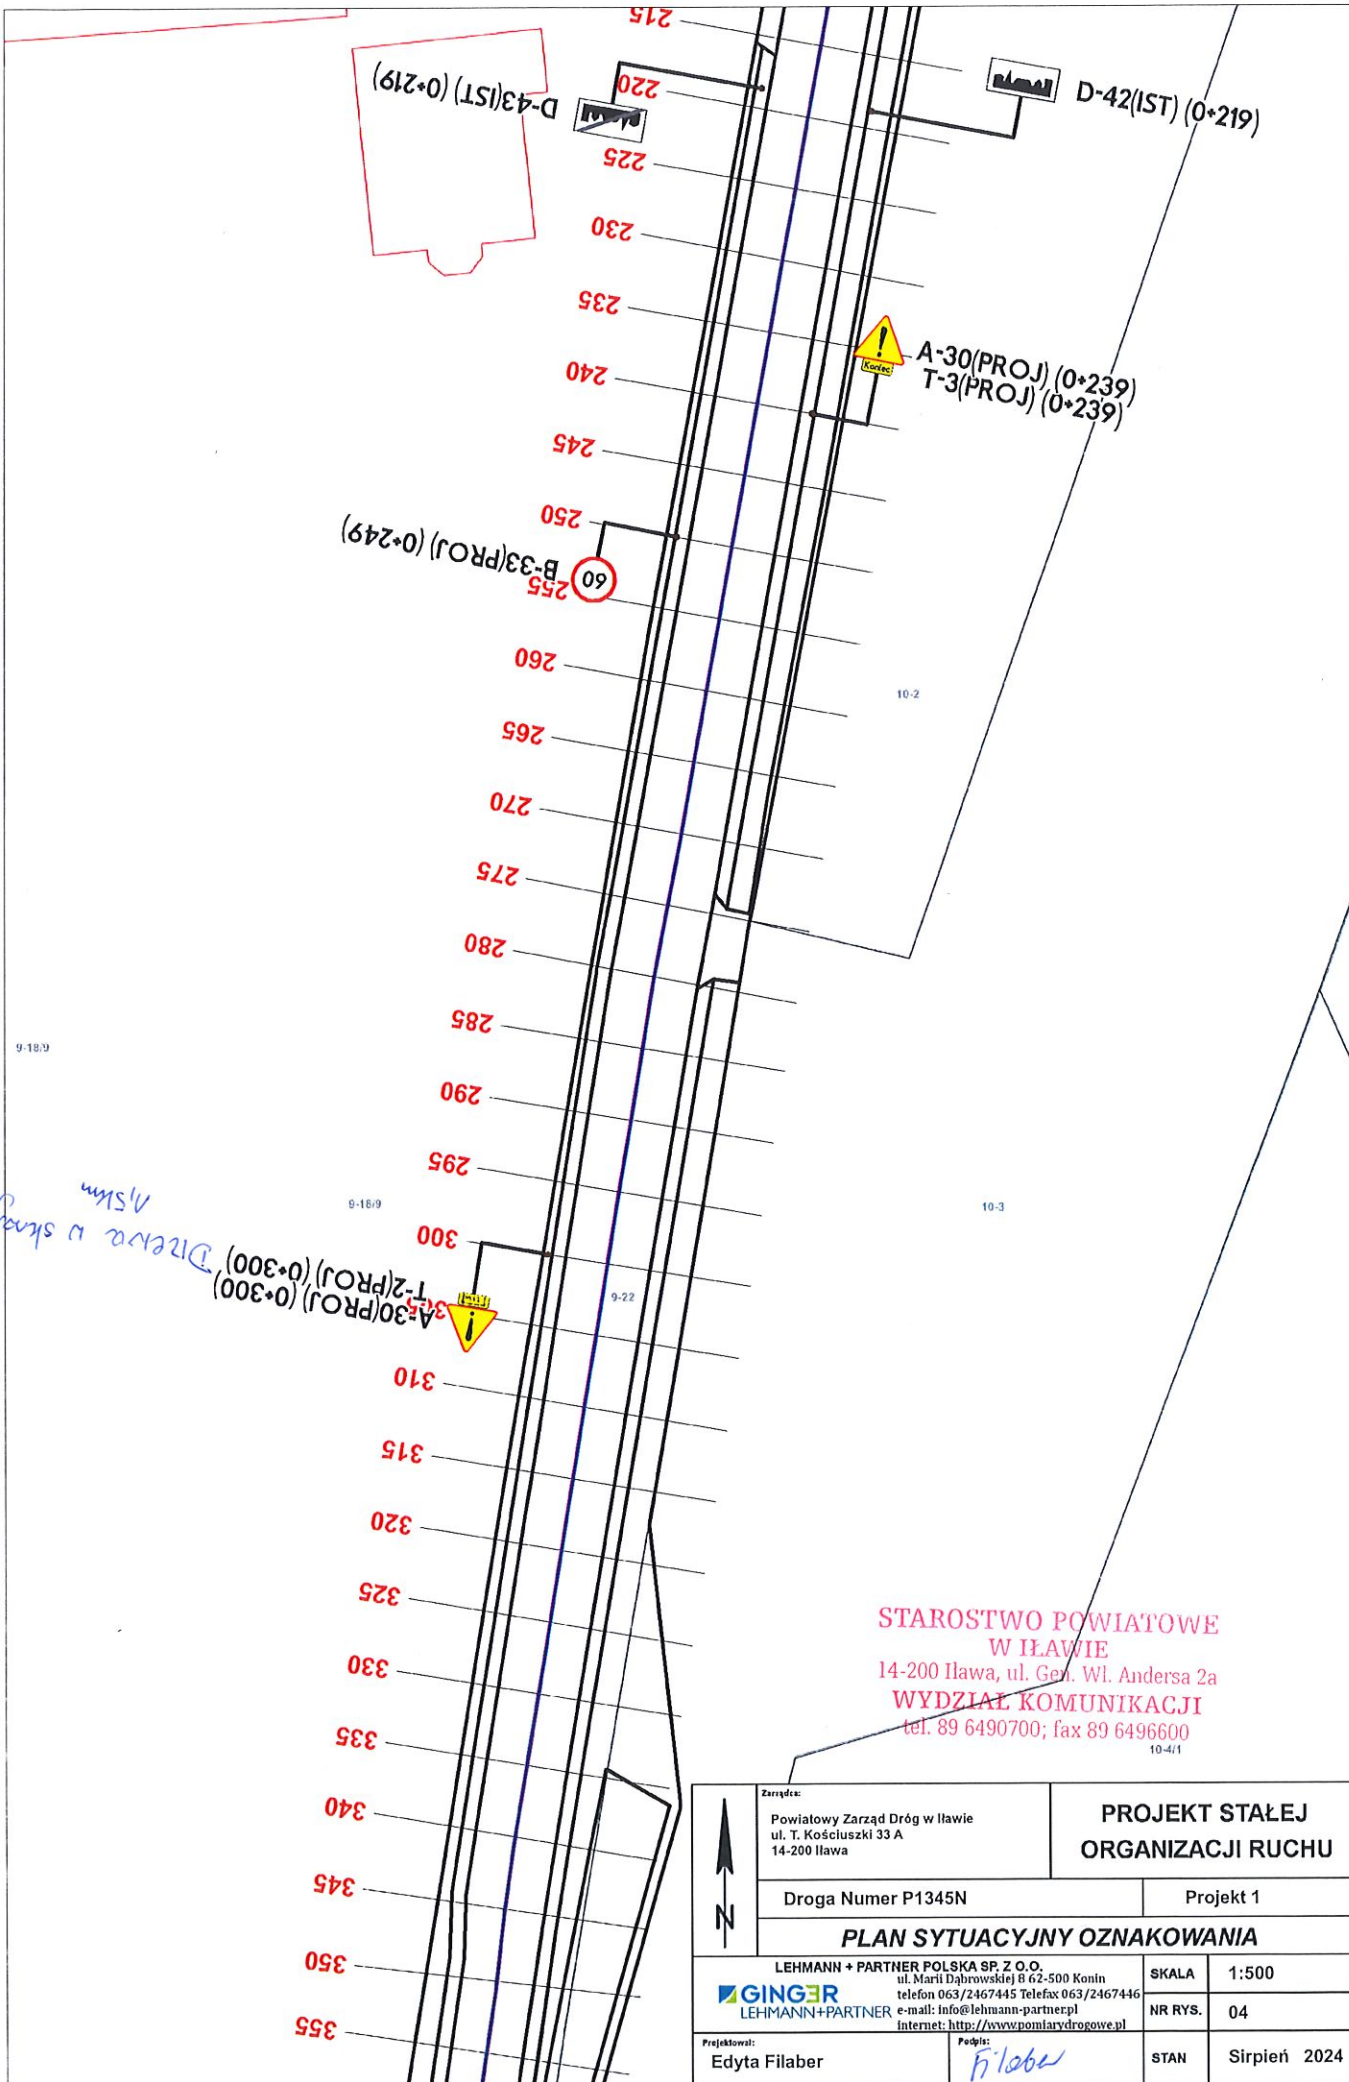 215
220
225
230
235
240
245
250
255
260
265
270
275
280
285
290
295
300
305
310
315
320
325
330
335
340
345
350
355
D-43(IST) (0+219)
D-42(IST) (0+219)
Koniec
A-30(PROJ) (0+239)
T-3(PROJ) (0+239)
B-33(PROJ) (0+249)
60
10-2
9-18/9
9-18/9
10-3
9-22
A-30(PROJ) (0+300)
T-2(PROJ) (0+300)
Drzewa w
1,5km
STAROSTWO POWIATOWE
W IŁAWIE
14-200 Iława, ul. Gen. Wł. Andersa 2a
WYDZIAŁ KOMUNIKACJI
tel. 89 6490700; fax 89 6496600
10-4/1
N
Zarządca:
Powiatowy Zarząd Dróg w Iławie
ul. T. Kościuszki 33 A
14-200 Iława
PROJEKT STAŁEJ
ORGANIZACJI RUCHU
Droga Numer P1345N
Projekt 1
PLAN SYTUACYJNY OZNAKOWANIA
LEHMANN + PARTNER POLSKA SP. Z O.O.
ul. Marii Dąbrowskiej 8 62-500 Konin
telefon 063/2467445 Telefax 063/2467446
e-mail: info@lehmann-partner.pl
internet: http://www.pomiarydrogowe.pl
GINGER
LEHMANN+PARTNER
SKALA 1:500
NR RYS. 04
Projektował:
Edyta Filaber
Podpis:
Filaber
STAN Sirpień 2024